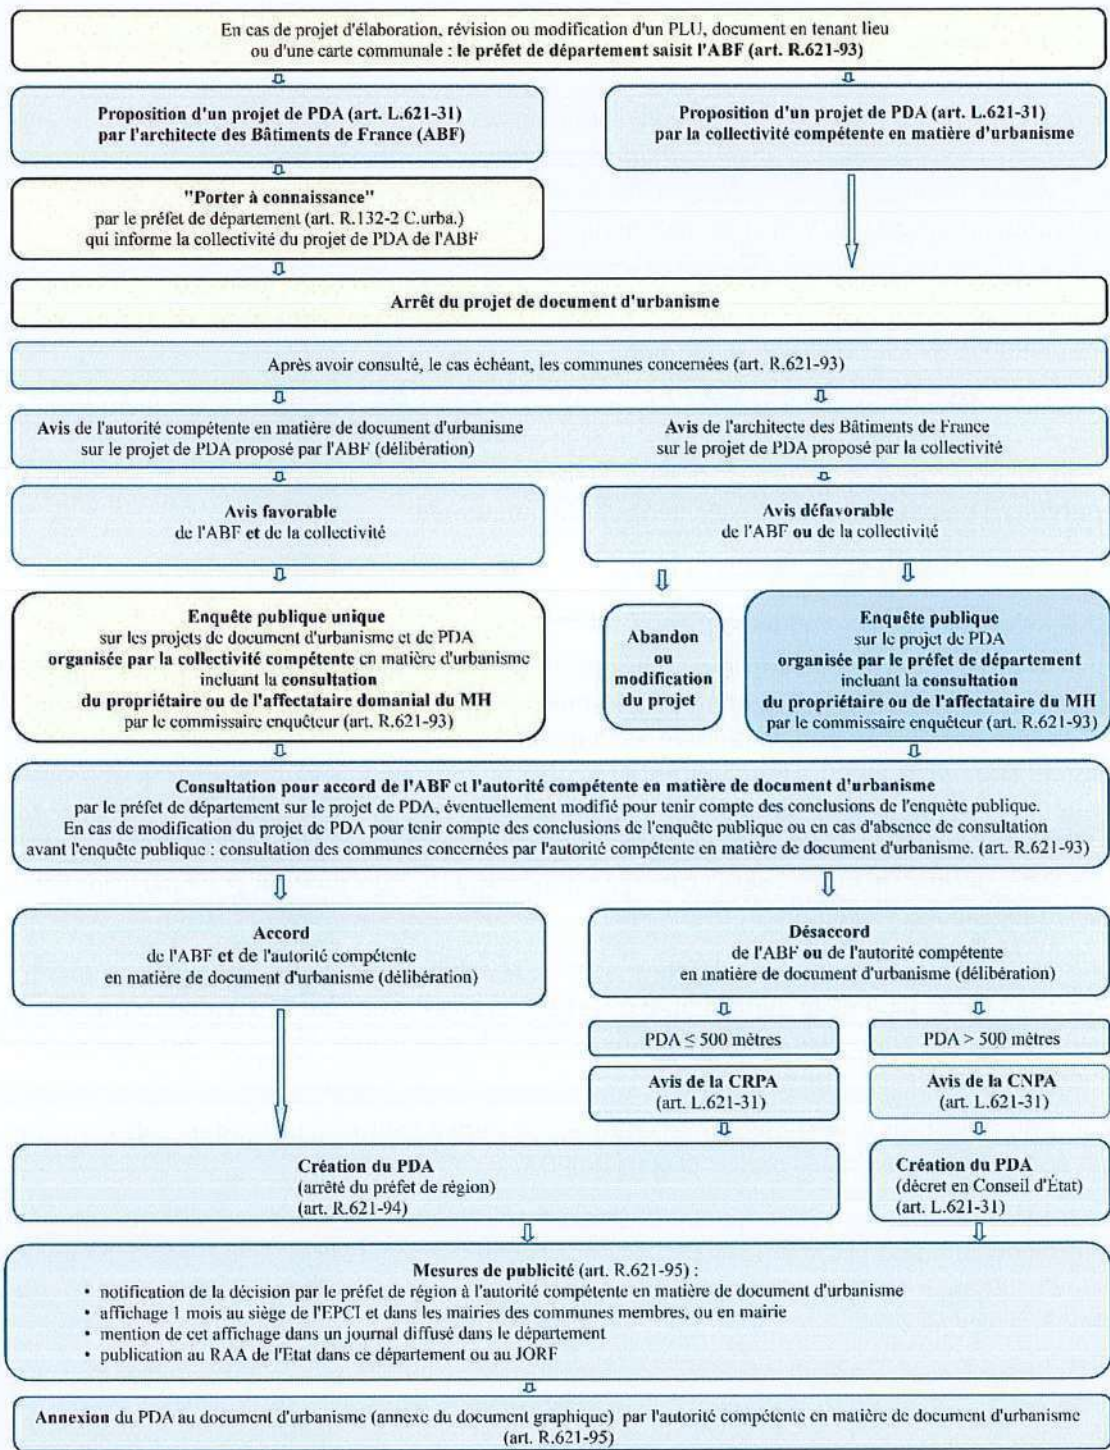 En cas de projet d'élaboration, révision ou modification d'un PLU, document en tenant lieu
ou d'une carte communale : le préfet de département saisit l'ABF (art. R.621-93)
Proposition d'un projet de PDA (art. L.621-31)
par l'architecte des Bâtiments de France (ABF)
Proposition d'un projet de PDA (art. L.621-31)
par la collectivité compétente en matière d'urbanisme
"Porter à connaissance"
par le préfet de département (art. R.132-2 C.urba.)
qui informe la collectivité du projet de PDA de l'ABF
Arrêt du projet de document d'urbanisme
Après avoir consulté, le cas échéant, les communes concernées (art. R.621-93)
Avis de l'autorité compétente en matière de document d'urbanisme
sur le projet de PDA proposé par l'ABF (délibération)
Avis de l'architecte des Bâtiments de France
sur le projet de PDA proposé par la collectivité
Avis favorable
de l'ABF et de la collectivité
Avis défavorable
de l'ABF ou de la collectivité
Enquête publique unique
sur les projets de document d'urbanisme et de PDA
organisée par la collectivité compétente en matière d'urbanisme
incluant la consultation
du propriétaire ou de l'affectataire domanial du MH
par le commissaire enquêteur (art. R.621-93)
Abandon
ou
modification
du projet
Enquête publique
sur le projet de PDA
organisée par le préfet de département
incluant la consultation
du propriétaire ou de l'affectataire du MH
par le commissaire enquêteur (art. R.621-93)
Consultation pour accord de l'ABF et l'autorité compétente en matière de document d'urbanisme
par le préfet de département sur le projet de PDA, éventuellement modifié pour tenir compte des conclusions de l'enquête publique.
En cas de modification du projet de PDA pour tenir compte des conclusions de l'enquête publique ou en cas d'absence de consultation
avant l'enquête publique : consultation des communes concernées par l'autorité compétente en matière de document d'urbanisme. (art. R.621-93)
Accord
de l'ABF et de l'autorité compétente
en matière de document d'urbanisme (délibération)
Désaccord
de l'ABF ou de l'autorité compétente
en matière de document d'urbanisme (délibération)
PDA ≤ 500 mètres
PDA > 500 mètres
Avis de la CRPA
(art. L.621-31)
Avis de la CNPA
(art. L.621-31)
Création du PDA
(arrêté du préfet de région)
(art. R.621-94)
Création du PDA
(décret en Conseil d'État)
(art. L.621-31)
Mesures de publicité (art. R.621-95) :
• notification de la décision par le préfet de région à l'autorité compétente en matière de document d'urbanisme
• affichage 1 mois au siège de l'EPCI et dans les mairies des communes membres, ou en mairie
• mention de cet affichage dans un journal diffusé dans le département
• publication au RAA de l'Etat dans ce département ou au JORF
Annexion du PDA au document d'urbanisme (annexe du document graphique) par l'autorité compétente en matière de document d'urbanisme
(art. R.621-95)